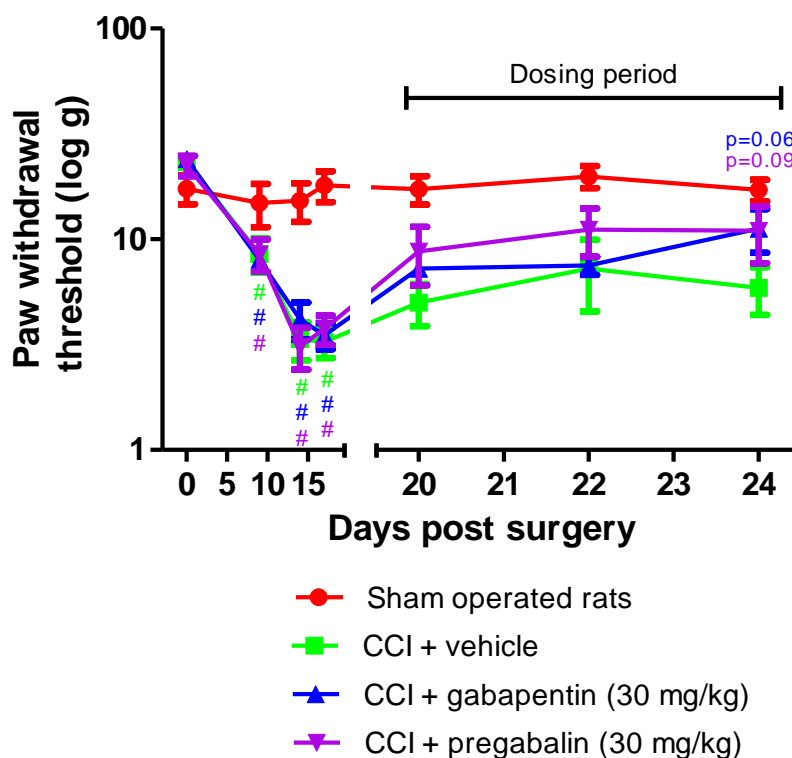 100
Dosing period
p=0.06
p=0.09
Paw withdrawal
threshold (log g)
10
# # #
# # #
# # #
1
0 5 10 15 20 21 22 23 24
Days post surgery
Sham operated rats
CCI + vehicle
CCI + gabapentin (30 mg/kg)
CCI + pregabalin (30 mg/kg)